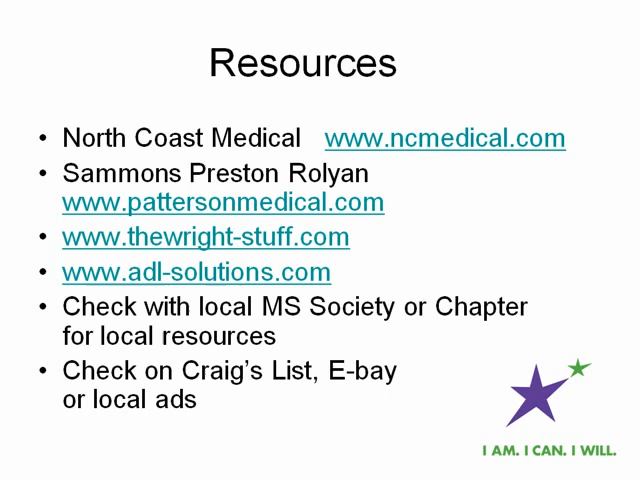 Resources
• North Coast Medical www.ncmedical.com
• Sammons Preston Rolyan
www.pattersonmedical.com
• www.thewright-stuff.com
• www.adl-solutions.com
• Check with local MS Society or Chapter
for local resources
• Check on Craig’s List, E-bay
or local ads
I AM. I CAN. I WILL.